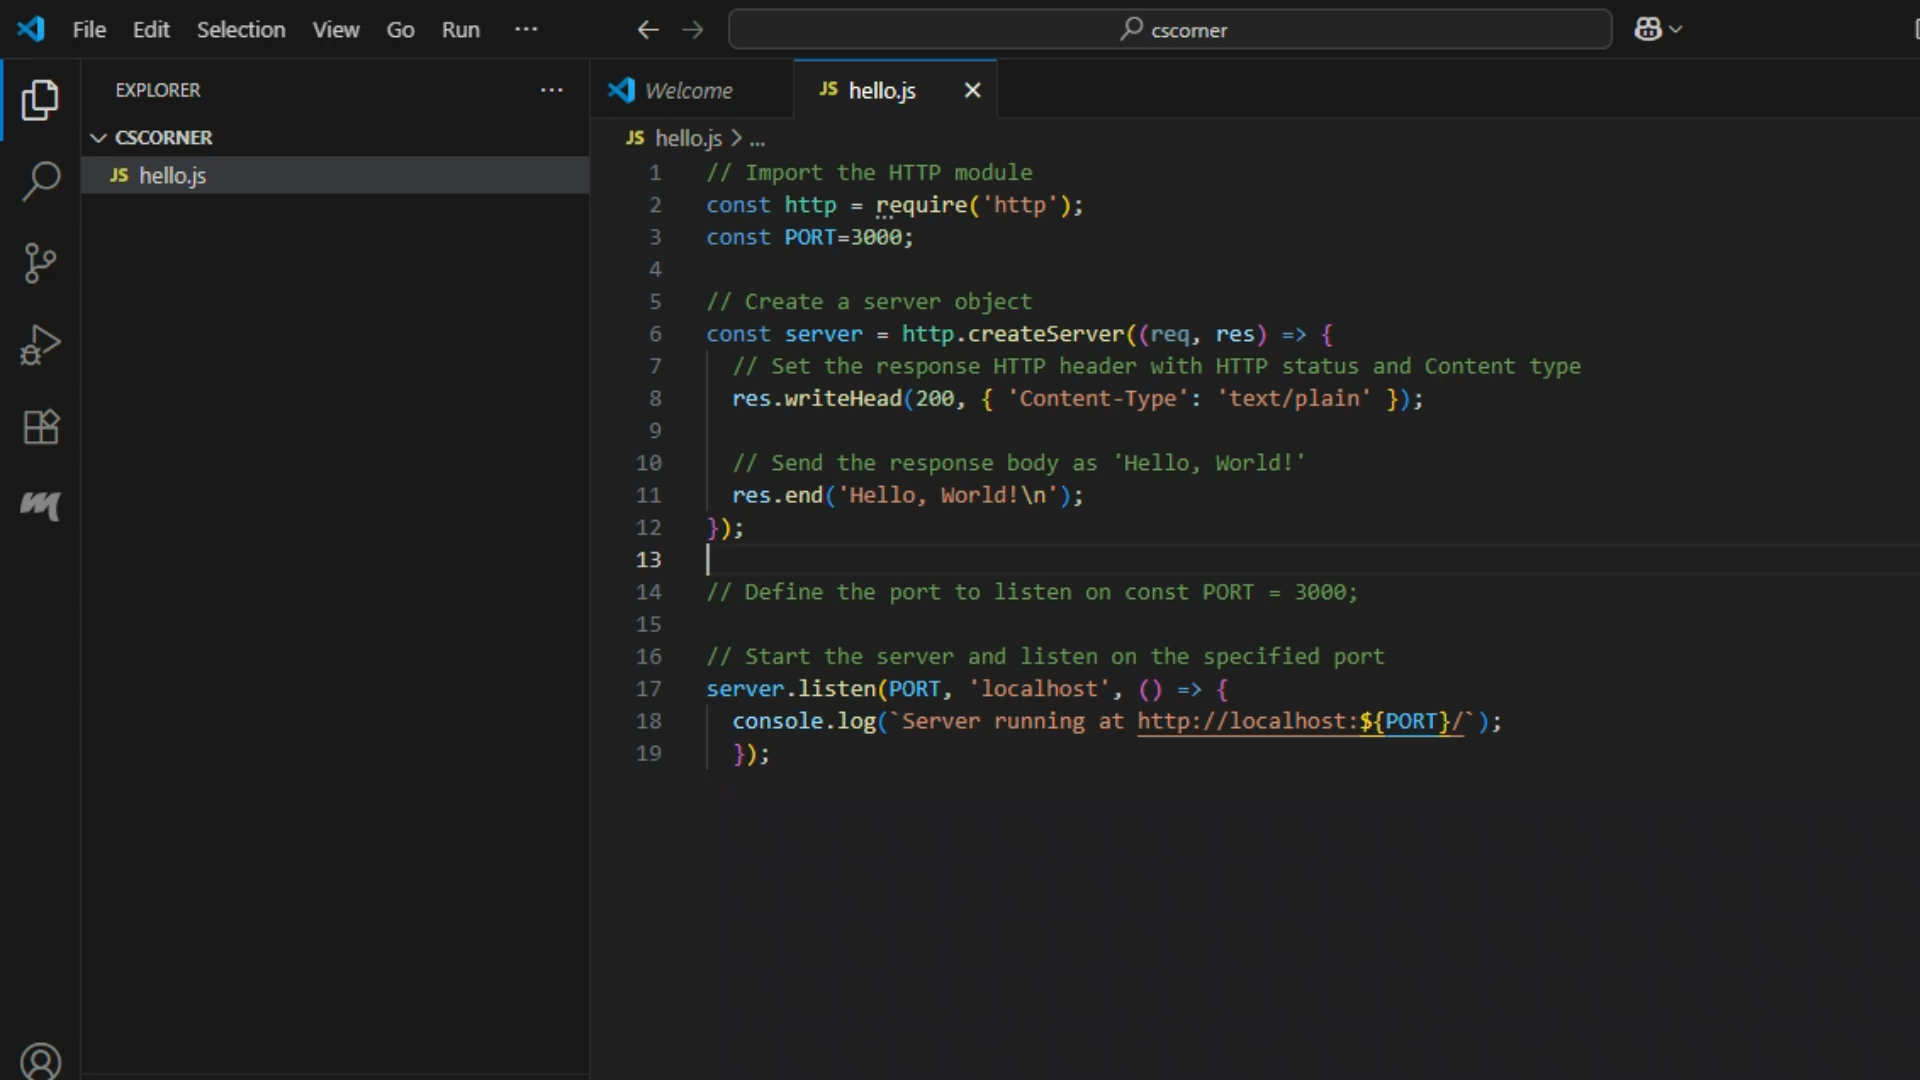 File Edit Selection View Go Run ... cscorner
EXPLORER ...
CSCORNER
JS hello.js
Welcome JS hello.js
JS hello.js > ...
1 // Import the HTTP module
2 const http = require('http');
3 const PORT=3000;
4
5 // Create a server object
6 const server = http.createServer((req, res) => {
7 // Set the response HTTP header with HTTP status and Content type
8 res.writeHead(200, { 'Content-Type': 'text/plain' });
9
10 // Send the response body as 'Hello, World!'
11 res.end('Hello, World!\n');
12 });
13
14 // Define the port to listen on const PORT = 3000;
15
16 // Start the server and listen on the specified port
17 server.listen(PORT, 'localhost', () => {
18 console.log(`Server running at http://localhost:${PORT}/`);
19 });